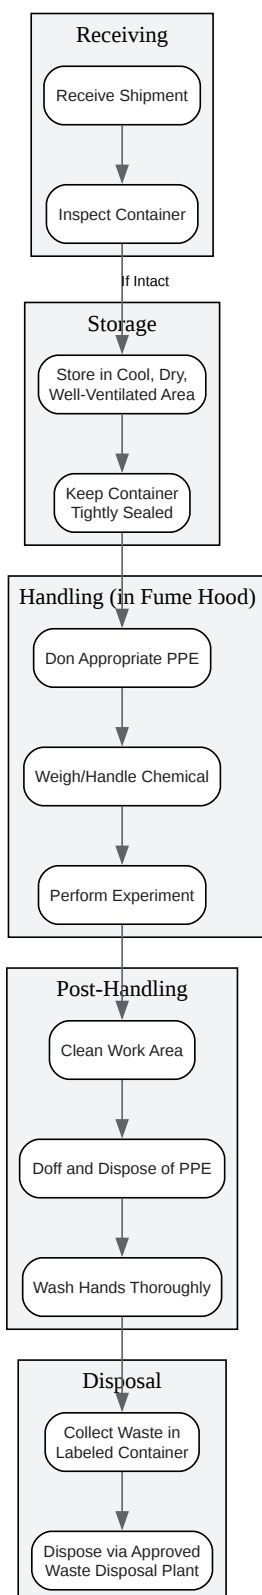 Receiving
Receive Shipment
Inspect Container
If Intact
Storage
Store in Cool, Dry,
Well-Ventilated Area
Keep Container
Tightly Sealed
Handling (in Fume Hood)
Don Appropriate PPE
Weigh/Handle Chemical
Perform Experiment
Post-Handling
Clean Work Area
Doff and Dispose of PPE
Wash Hands Thoroughly
Disposal
Collect Waste in
Labeled Container
Dispose via Approved
Waste Disposal Plant